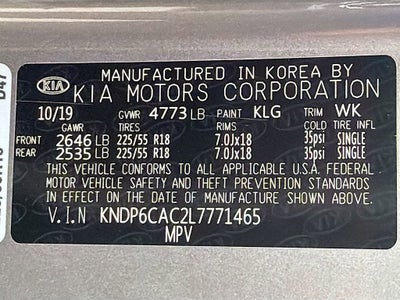 MANUFACTURED IN KOREA BY
KIA KIA MOTORS CORPORATION
10/19 GVWR 4773 LB PAINT KLG TRIM WK
GAWR TIRES RIMS COLD TIRE INFL
FRONT 2646 LB 225/55 R18 7.0Jx18 35psi SINGLE
REAR 2535 LB 225/55 R18 7.0Jx18 35psi SINGLE
THIS VEHICLE CONFORMS TO ALL APPLICABLE U.S.A. FEDERAL
MOTOR VEHICLE SAFETY AND THEFT PREVENTION STANDARDS
IN EFFECT ON THE DATE OF MANUFACTURE SHOWN ABOVE.
V.I.N KNDP6CAC2L7771465
MPV